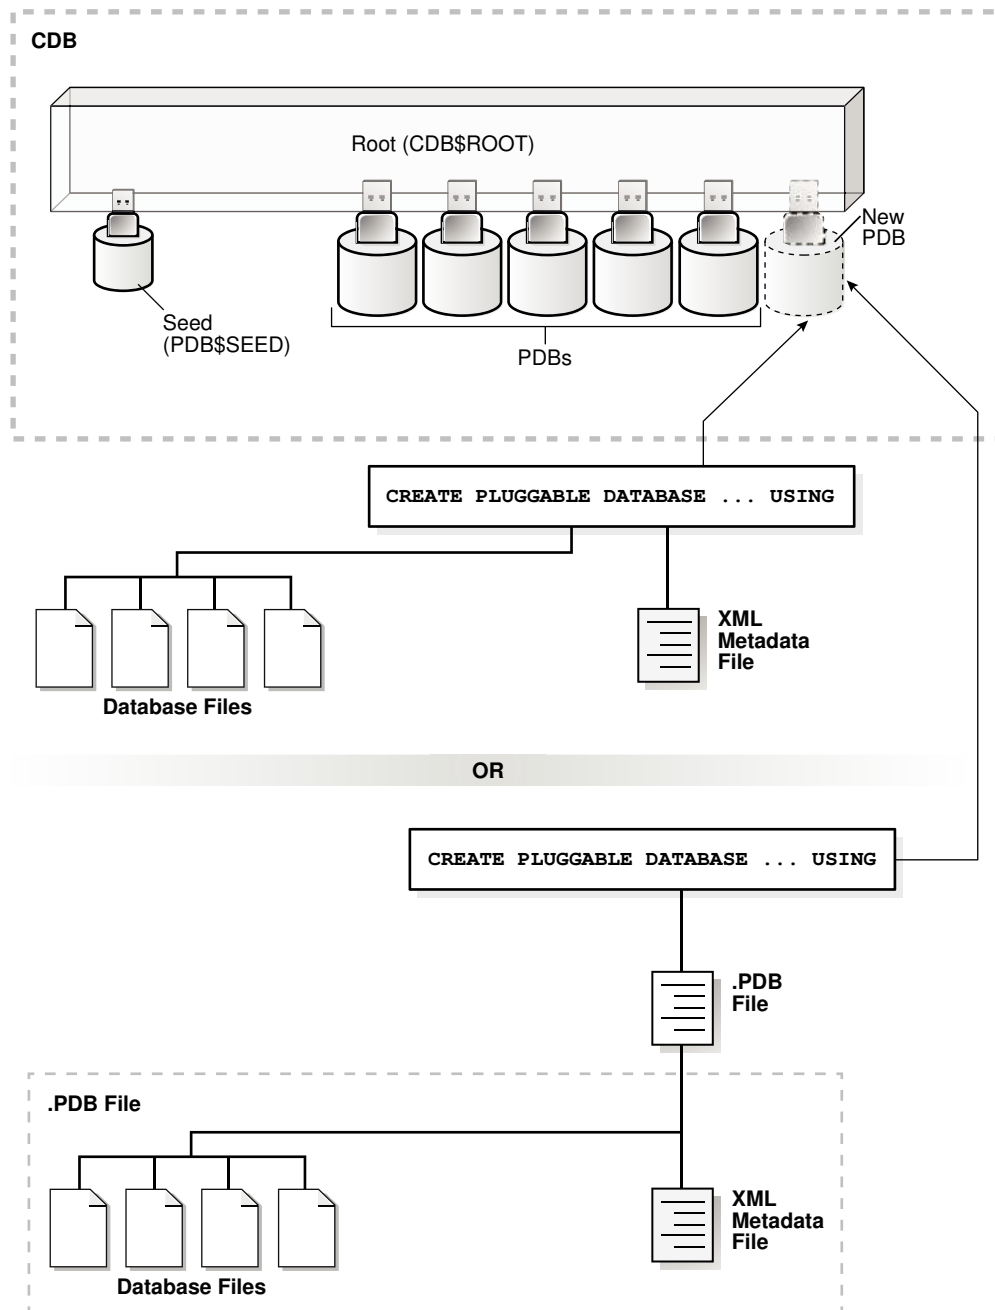 CDB
Root (CDB$ROOT)
New
PDB
Seed
(PDB$SEED)
PDBs
CREATE PLUGGABLE DATABASE ... USING
XML
Metadata
File
Database Files
OR
CREATE PLUGGABLE DATABASE ... USING
.PDB
File
.PDB File
XML
Metadata
File
Database Files